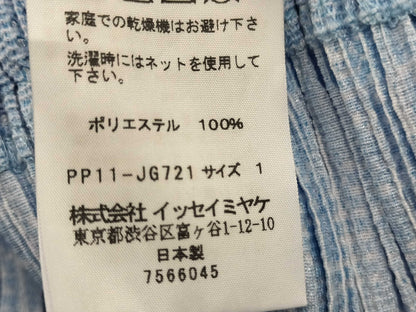 家庭での乾燥機はお避け下さ
い。
洗濯時にはネットを使用して
下さい。
ポリエステル 100%
PP11-JG721 サイズ 1
株式会社 イッセイミヤケ
東京都渋谷区富ヶ谷1-12-10
日本製
7566045